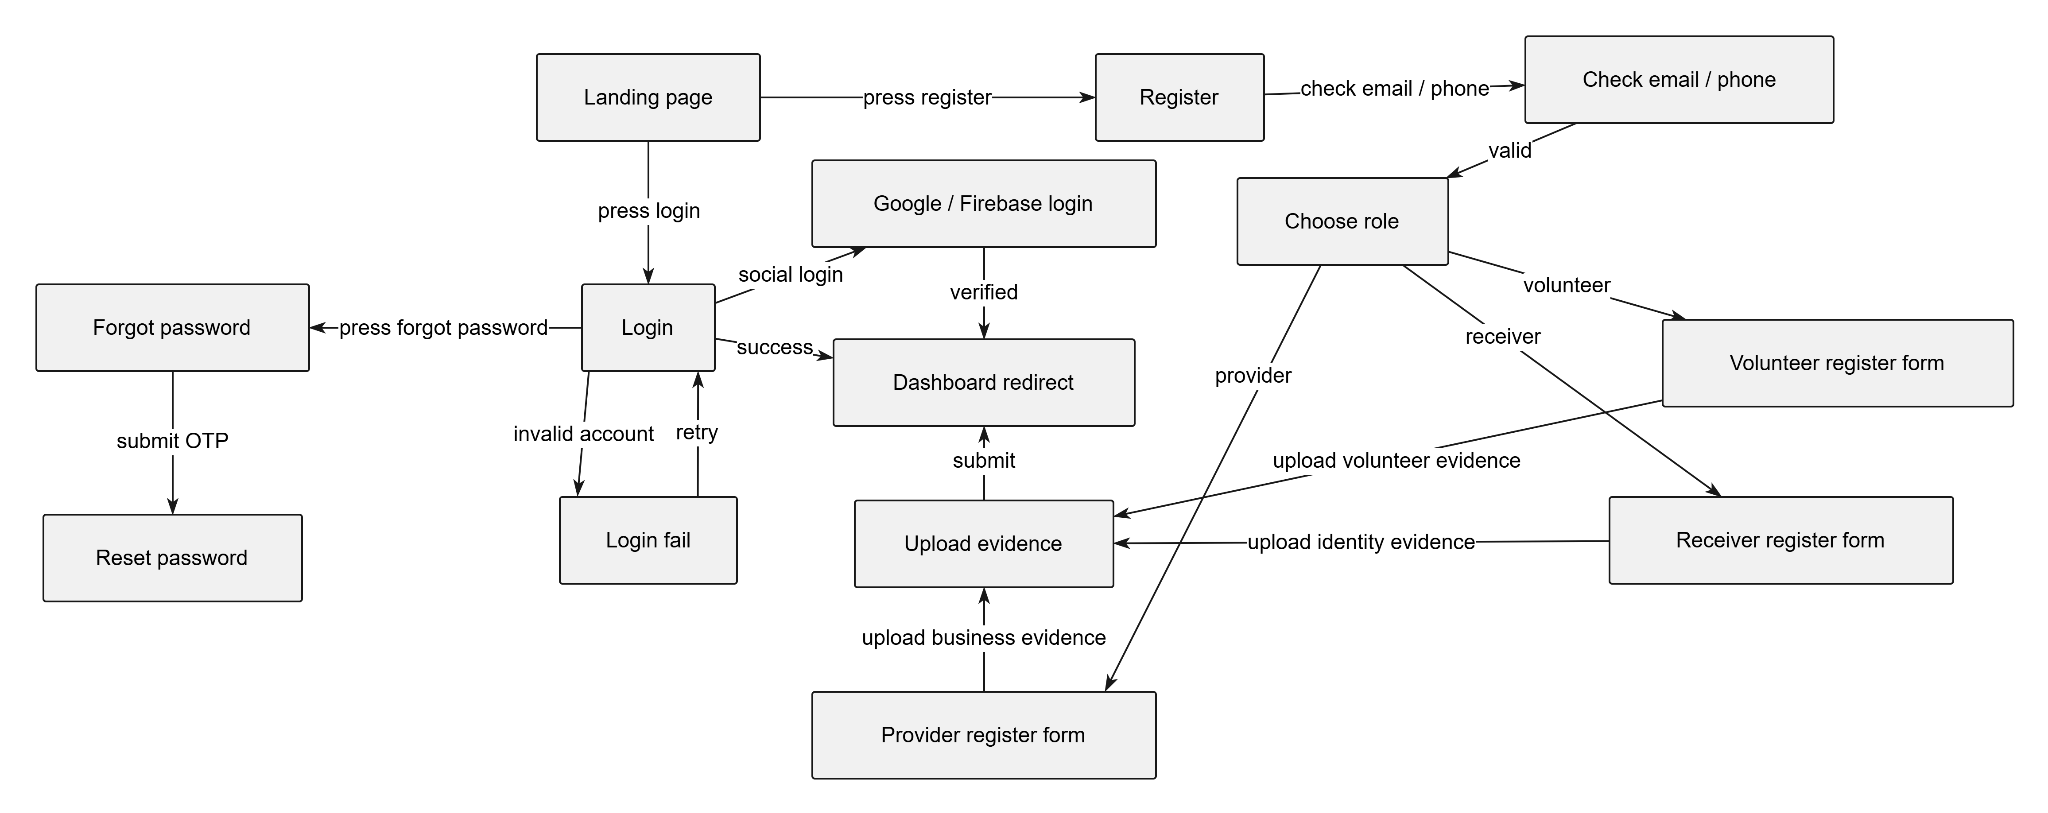 Landing page
press register
Register
check email / phone
Check email / phone
valid
press login
Google / Firebase login
Choose role
social login
verified
volunteer
Forgot password
press forgot password
Login
success
receiver
Dashboard redirect
provider
Volunteer register form
submit OTP
invalid account
retry
submit
upload volunteer evidence
Reset password
Login fail
Upload evidence
upload identity evidence
Receiver register form
upload business evidence
Provider register form